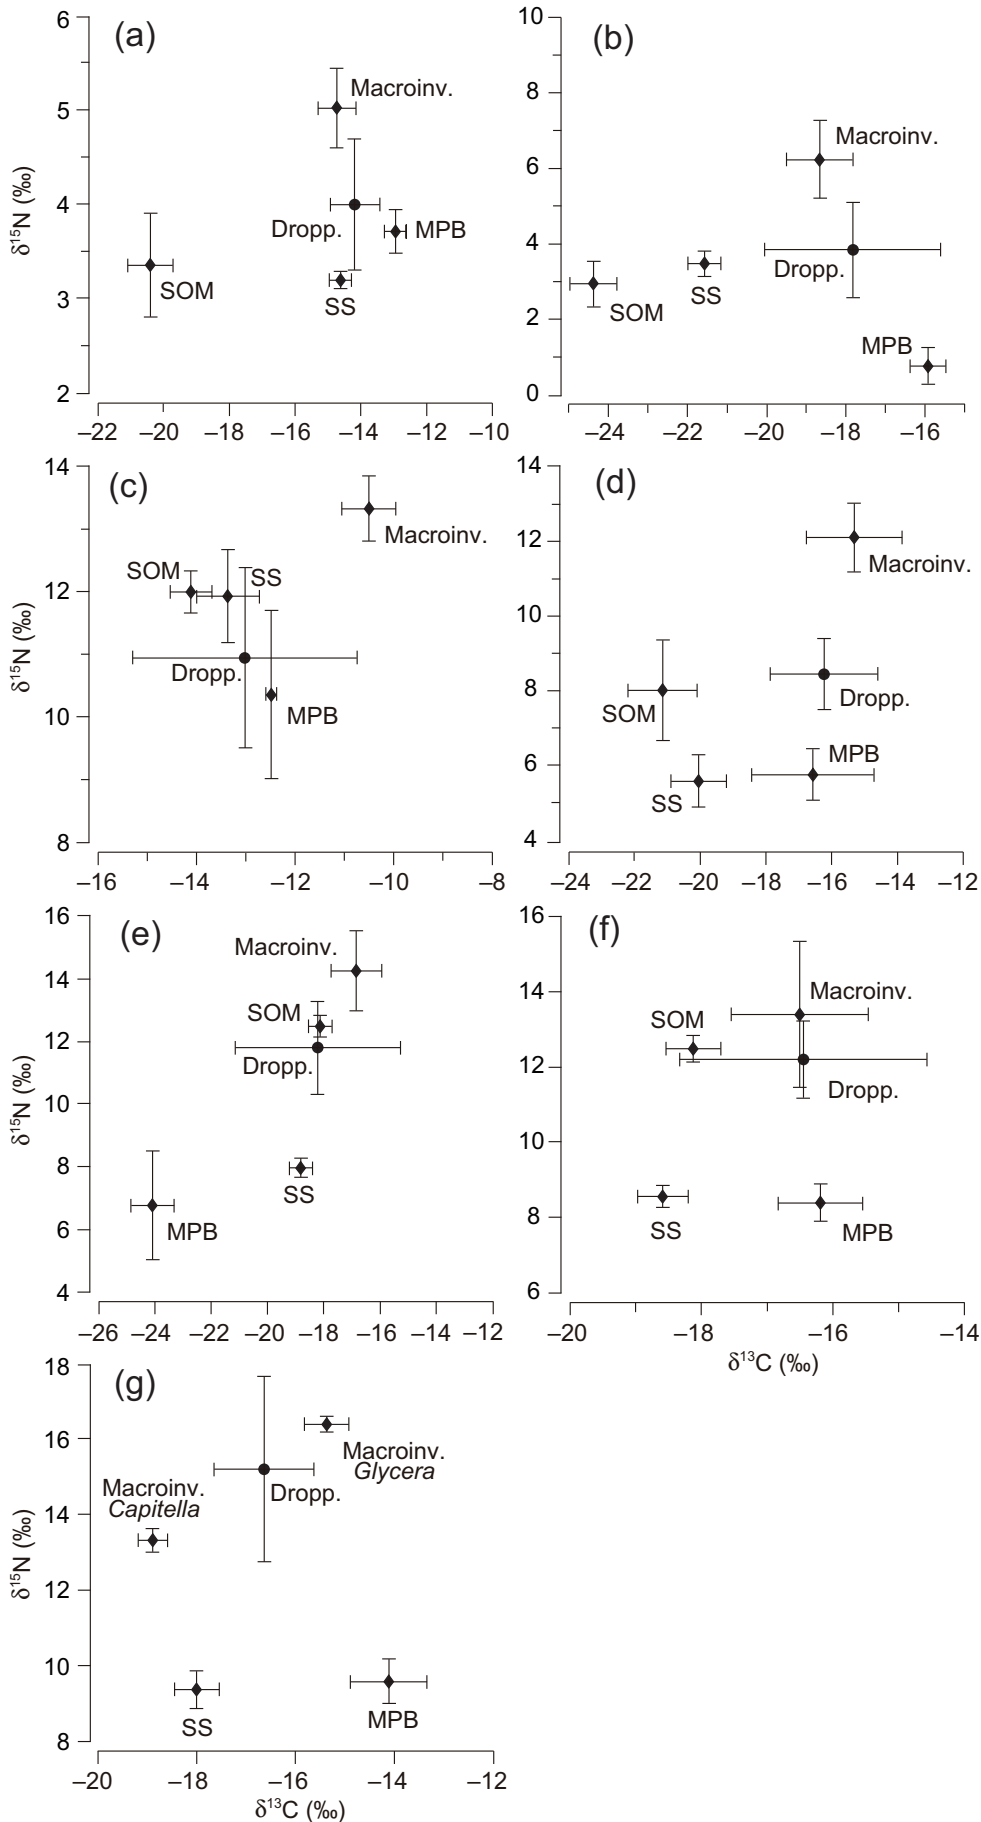 (a)
6
5
4
3
2
δ15N (‰)
Macroinv.
Dropp.
MPB
SOM
SS
–22 –20 –18 –16 –14 –12 –10
(b)
10
8
6
4
2
0
Macroinv.
Dropp.
SS
SOM
MPB
–24 –22 –20 –18 –16
(c)
14
12
10
8
δ15N (‰)
Macroinv.
SOM
SS
Dropp.
MPB
–16 –14 –12 –10 –8
(d)
14
12
10
8
6
4
Macroinv.
Dropp.
SOM
MPB
SS
–24 –22 –20 –18 –16 –14 –12
(e)
16
14
12
10
8
6
4
δ15N (‰)
Macroinv.
SOM
Dropp.
SS
MPB
–26 –24 –22 –20 –18 –16 –14 –12
(f)
16
14
12
10
8
6
Macroinv.
SOM
Dropp.
SS
MPB
–20 –18 –16 –14
δ13C (‰)
(g)
18
16
14
12
10
8
δ15N (‰)
Macroinv.
Glycera
Dropp.
Macroinv.
Capitella
SS
MPB
–20 –18 –16 –14 –12
δ13C (‰)